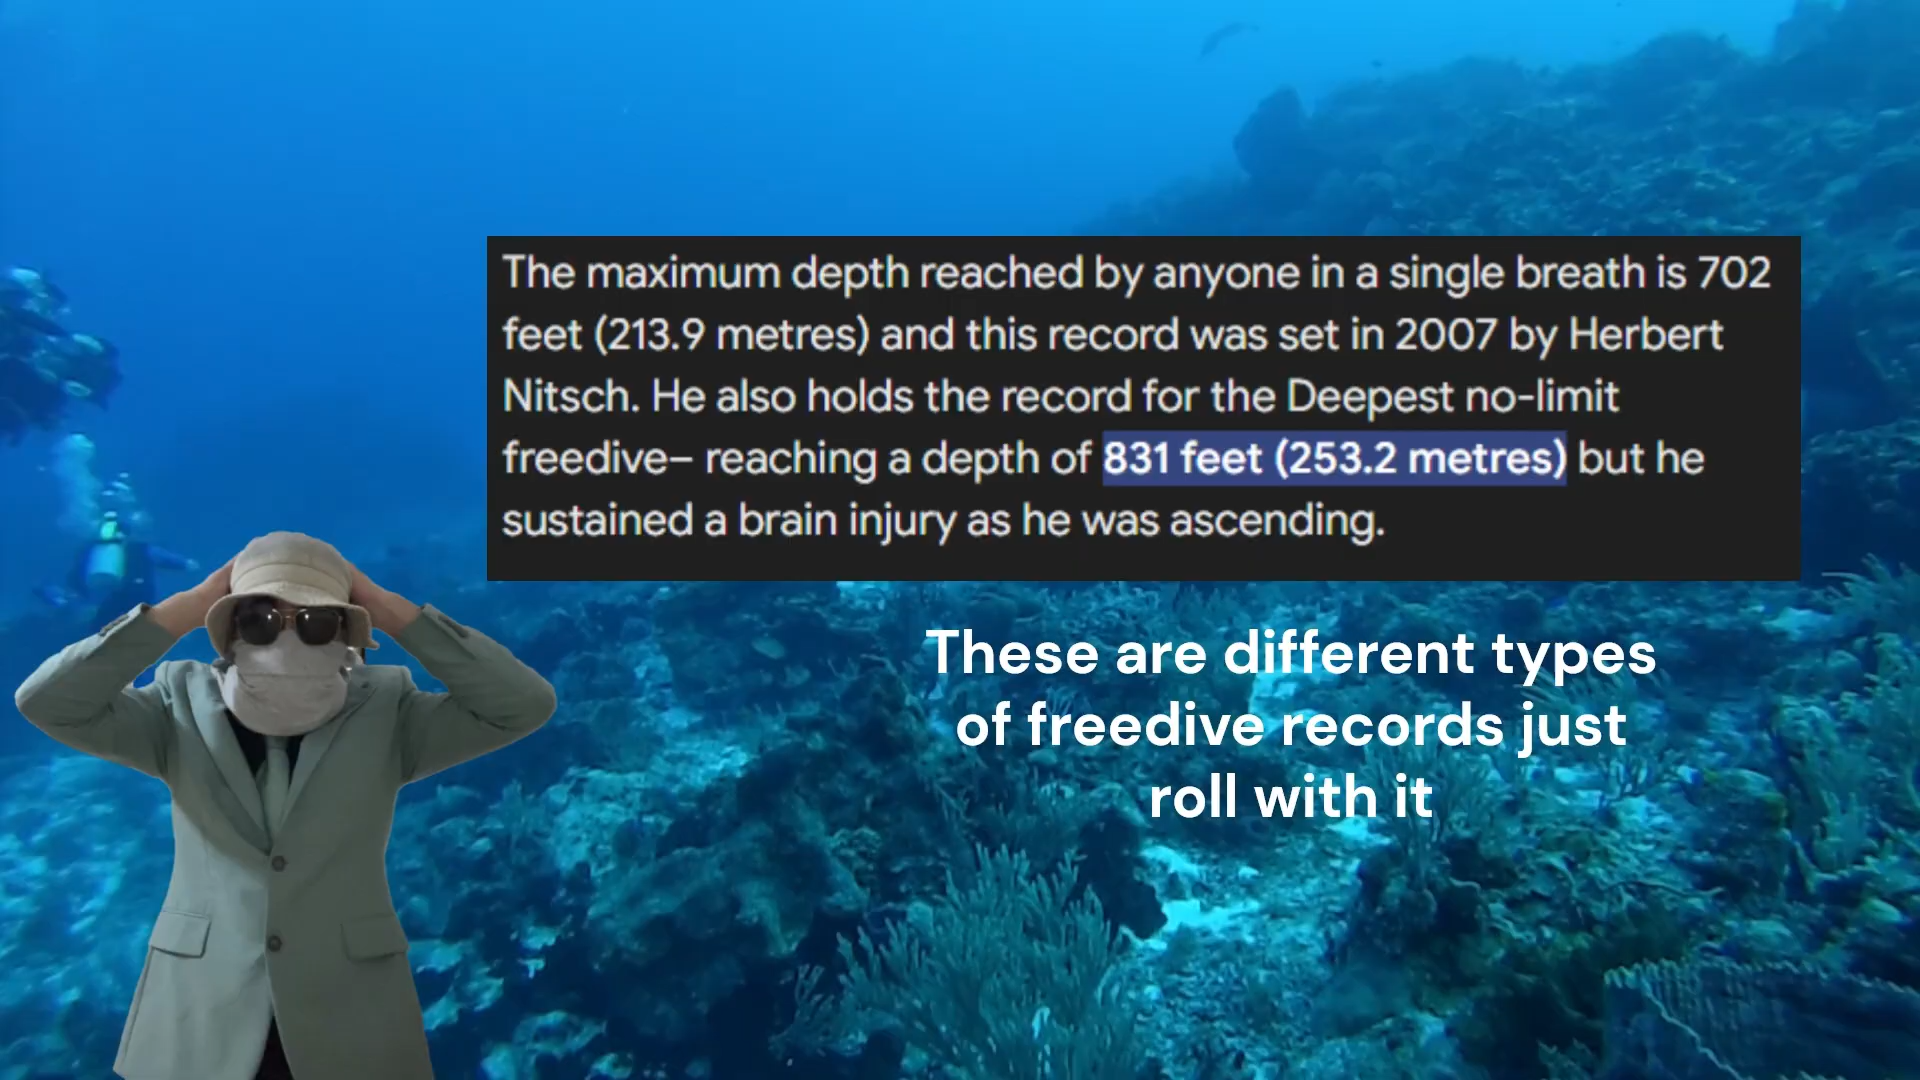 The maximum depth reached by anyone in a single breath is 702
feet (213.9 metres) and this record was set in 2007 by Herbert
Nitsch. He also holds the record for the Deepest no-limit
freedive– reaching a depth of 831 feet (253.2 metres) but he
sustained a brain injury as he was ascending.
These are different types
of freedive records just
roll with it